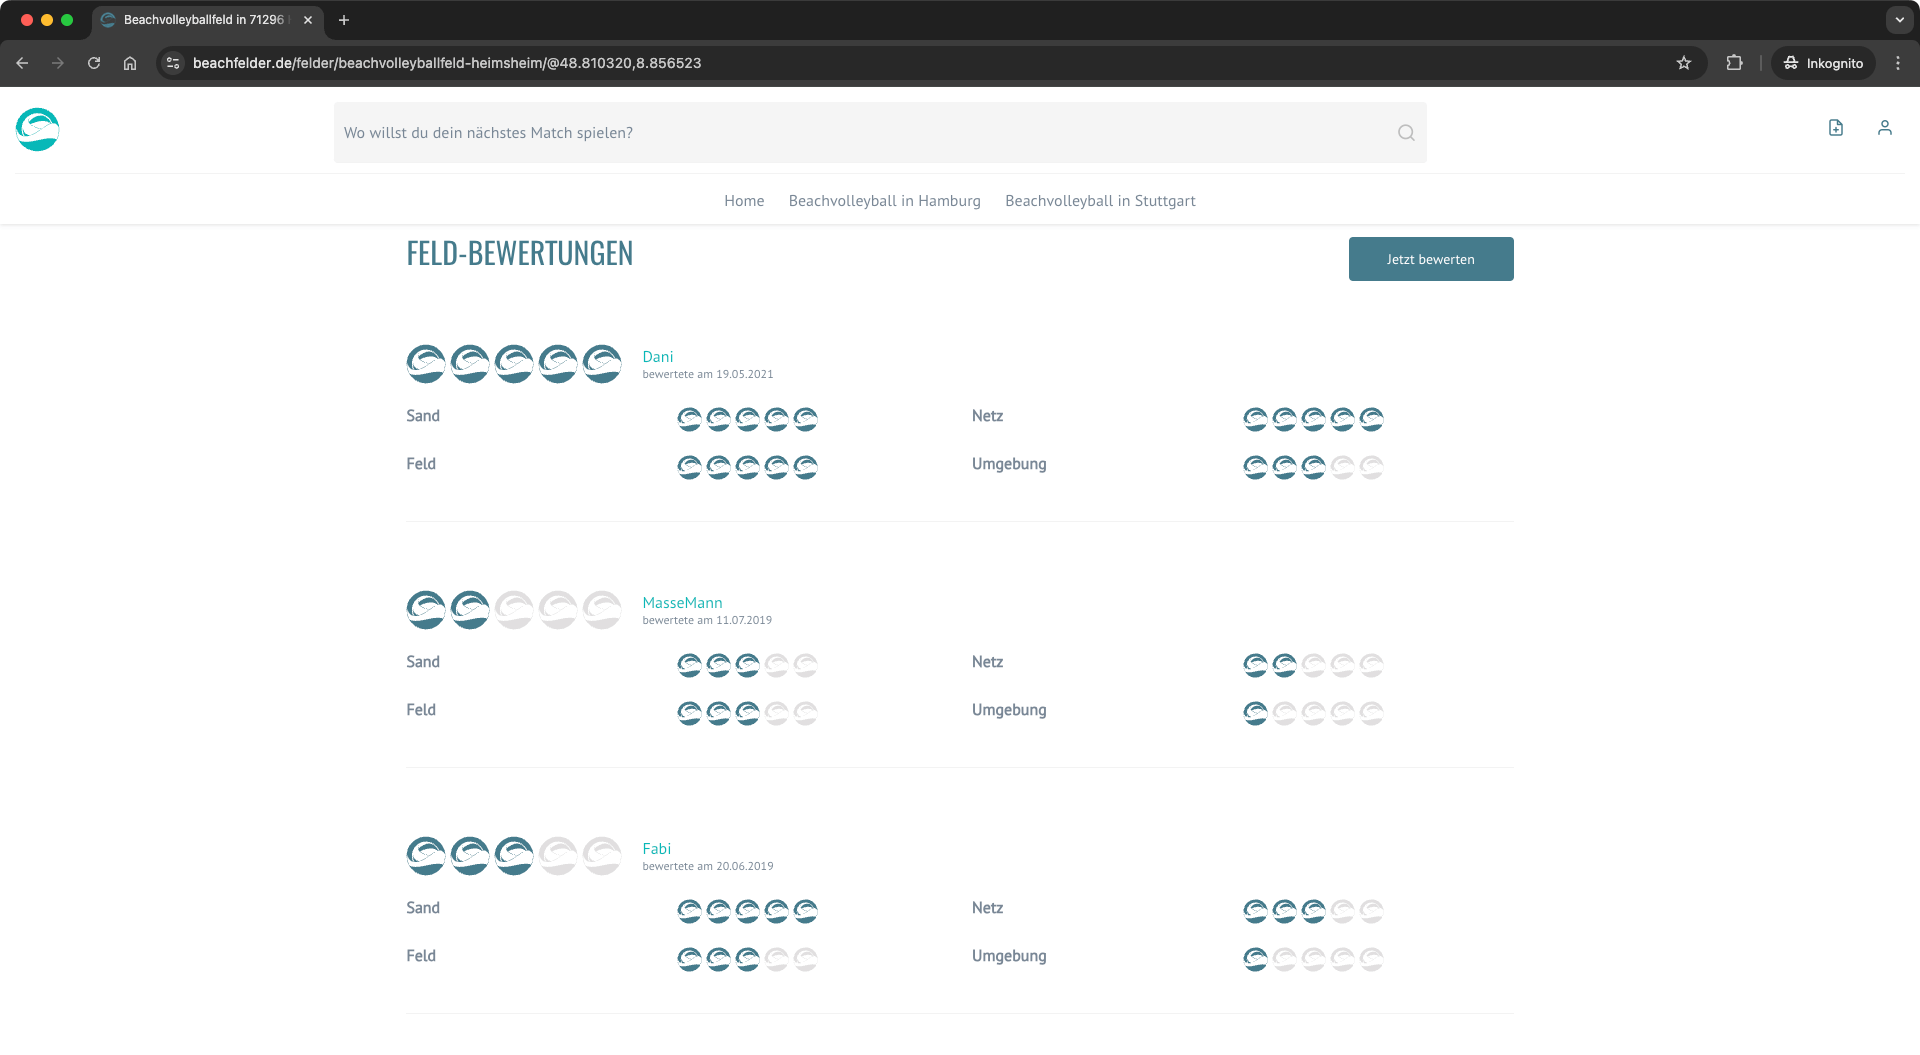 Beachvolleyballfeld in 71296
beachfelder.de/felder/beachvolleyballfeld-heimsheim/@48.810320,8.856523
Inkognito
Wo willst du dein nächstes Match spielen?
Home Beachvolleyball in Hamburg Beachvolleyball in Stuttgart
FELD-BEWERTUNGEN
Jetzt bewerten
Dani
bewertete am 19.05.2021
Sand Netz
Feld Umgebung
MasseMann
bewertete am 11.07.2019
Sand Netz
Feld Umgebung
Fabi
bewertete am 20.06.2019
Sand Netz
Feld Umgebung